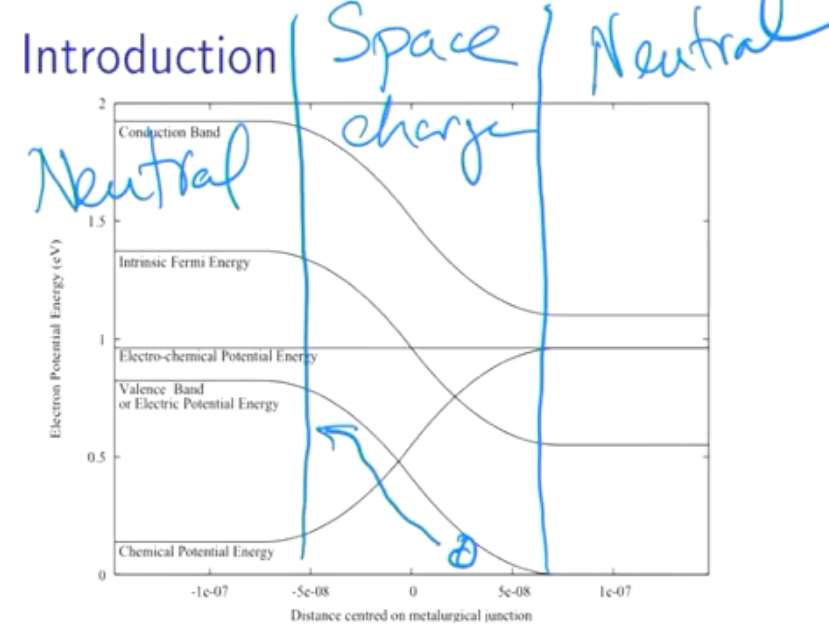 Introduction
Space
charge
Neutral
Neutral
2
1.5
1
0.5
0
Electron Potential Energy (eV)
Conduction Band
Intrinsic Fermi Energy
Electro-chemical Potential Energy
Valence Band
or Electric Potential Energy
Chemical Potential Energy
-1e-07
-5e-08
0
5e-08
1e-07
Distance centred on metalurgical junction